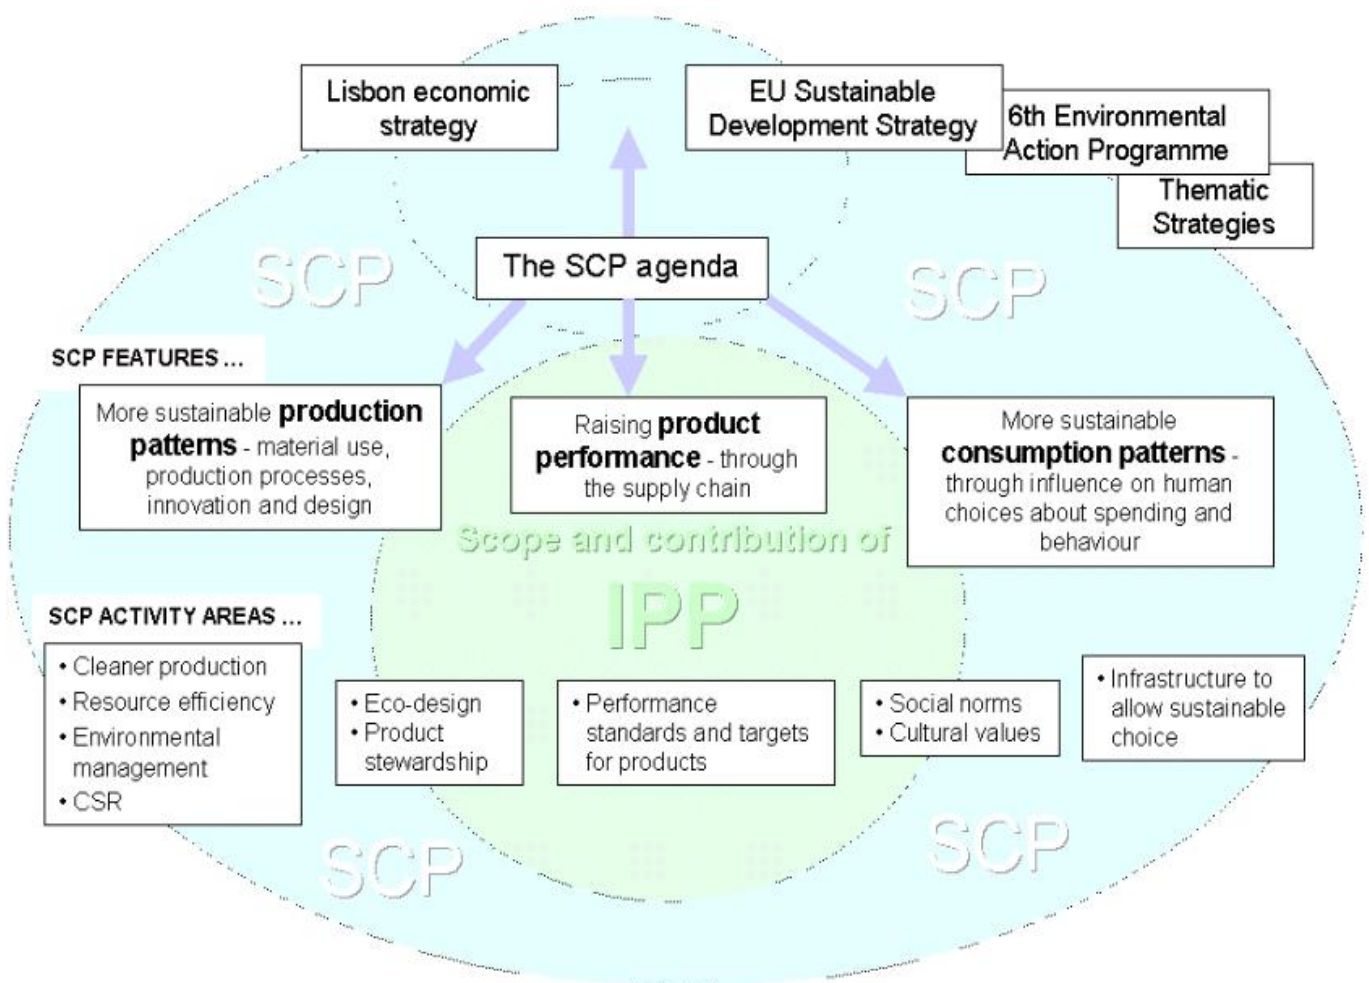 Lisbon economic
strategy
EU Sustainable
Development Strategy
6th Environmental
Action Programme
Thematic
Strategies
SCP
The SCP agenda
SCP
SCP FEATURES ...
More sustainable production
patterns - material use,
production processes,
innovation and design
Raising product
performance - through
the supply chain
More sustainable
consumption patterns -
through influence on human
choices about spending and
behaviour
Scope and contribution of
IPP
SCP ACTIVITY AREAS ...
• Cleaner production
• Resource efficiency
• Environmental
management
• CSR
• Eco-design
• Product
stewardship
• Performance
standards and targets
for products
• Social norms
• Cultural values
• Infrastructure to
allow sustainable
choice
SCP
SCP